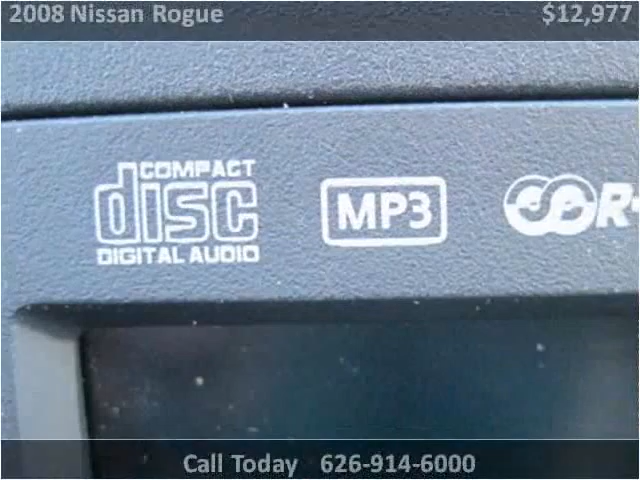 2008 Nissan Rogue $12,977
COMPACT
disc
DIGITAL AUDIO
MP3
Call Today 626-914-6000